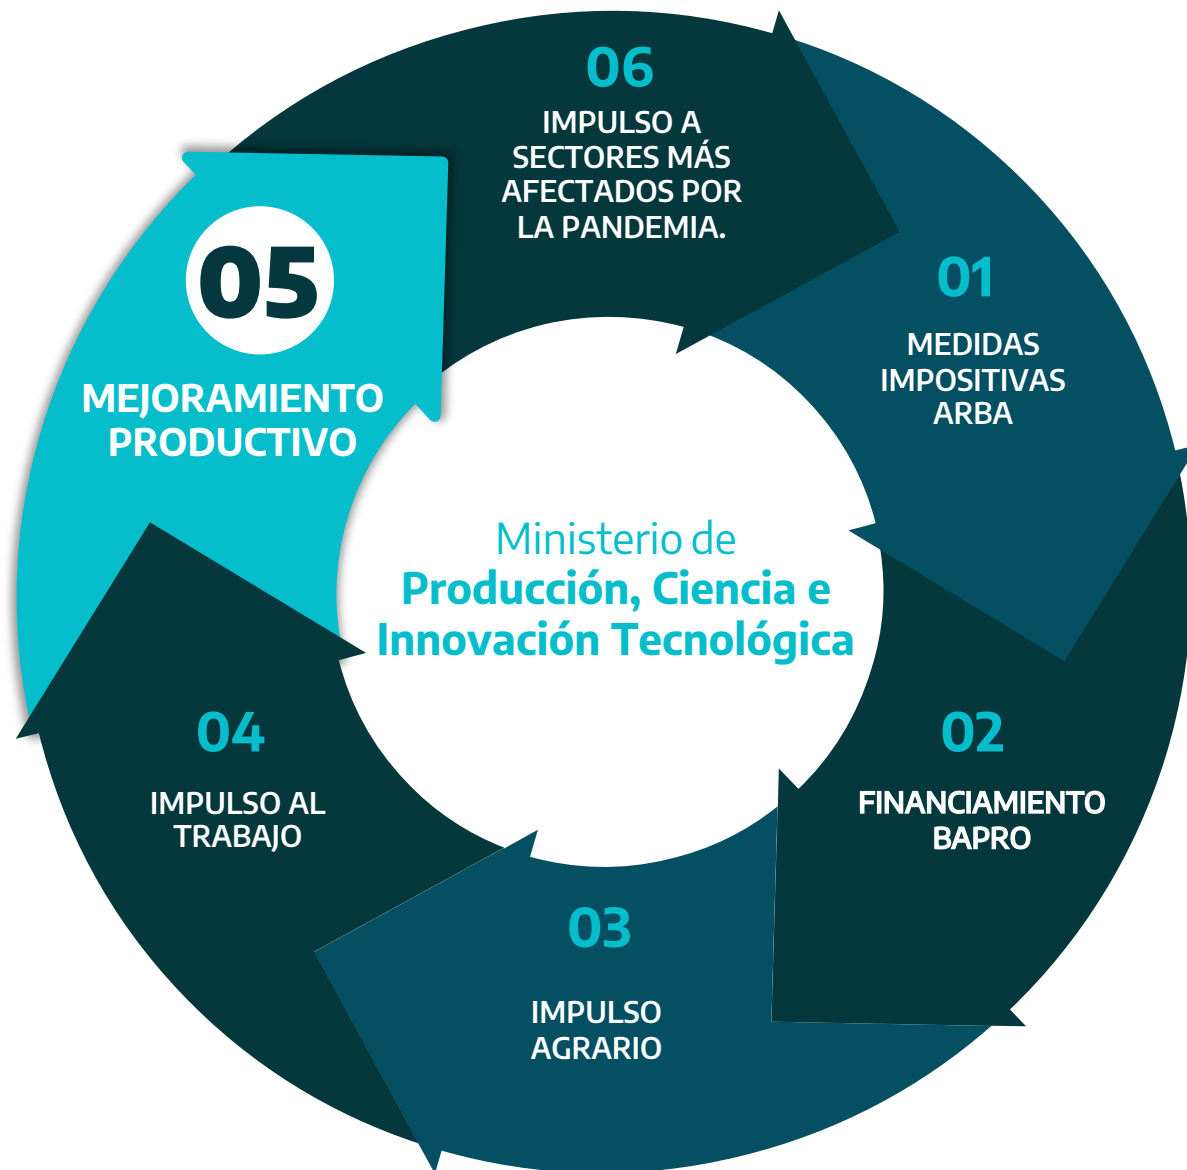 06
IMPULSO A
SECTORES MÁS
AFECTADOS POR
LA PANDEMIA.
01
MEDIDAS
IMPOSITIVAS
ARBA
02
FINANCIAMIENTO
BAPRO
03
IMPULSO
AGRARIO
04
IMPULSO AL
TRABAJO
05
MEJORAMIENTO
PRODUCTIVO
Ministerio de
Producción, Ciencia e
Innovación Tecnológica